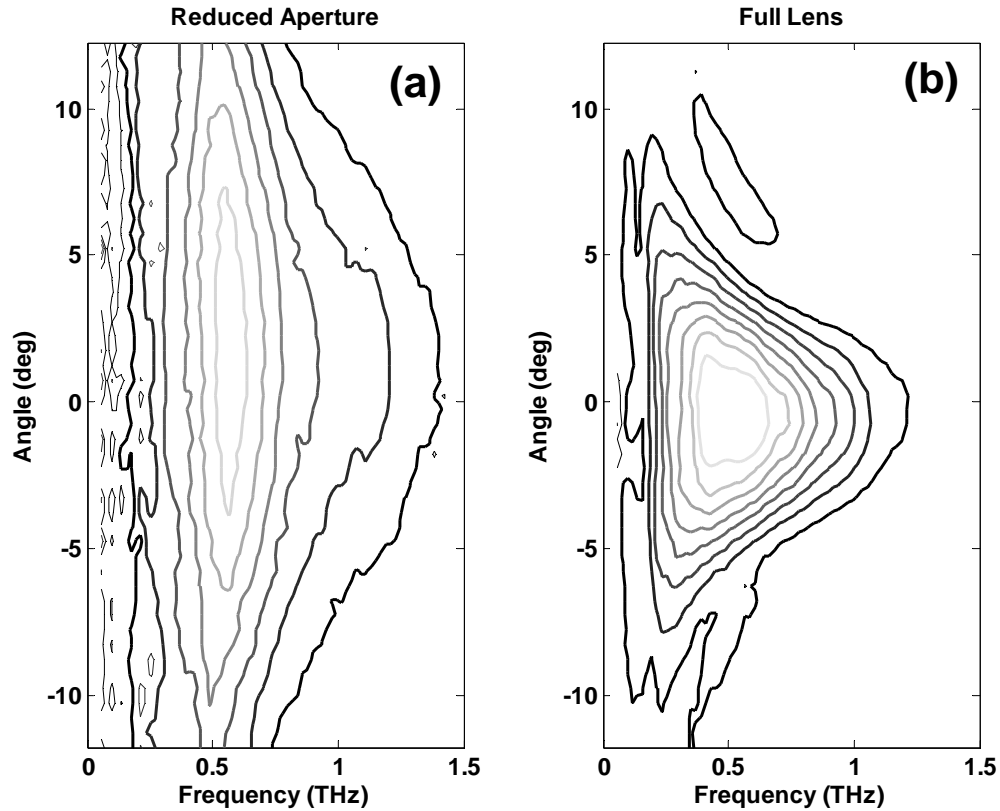 Reduced Aperture
(a)
10
5
0
-5
-10
Angle (deg)
0
0.5
1
1.5
Frequency (THz)
Full Lens
(b)
10
5
0
-5
-10
Angle (deg)
0
0.5
1
1.5
Frequency (THz)